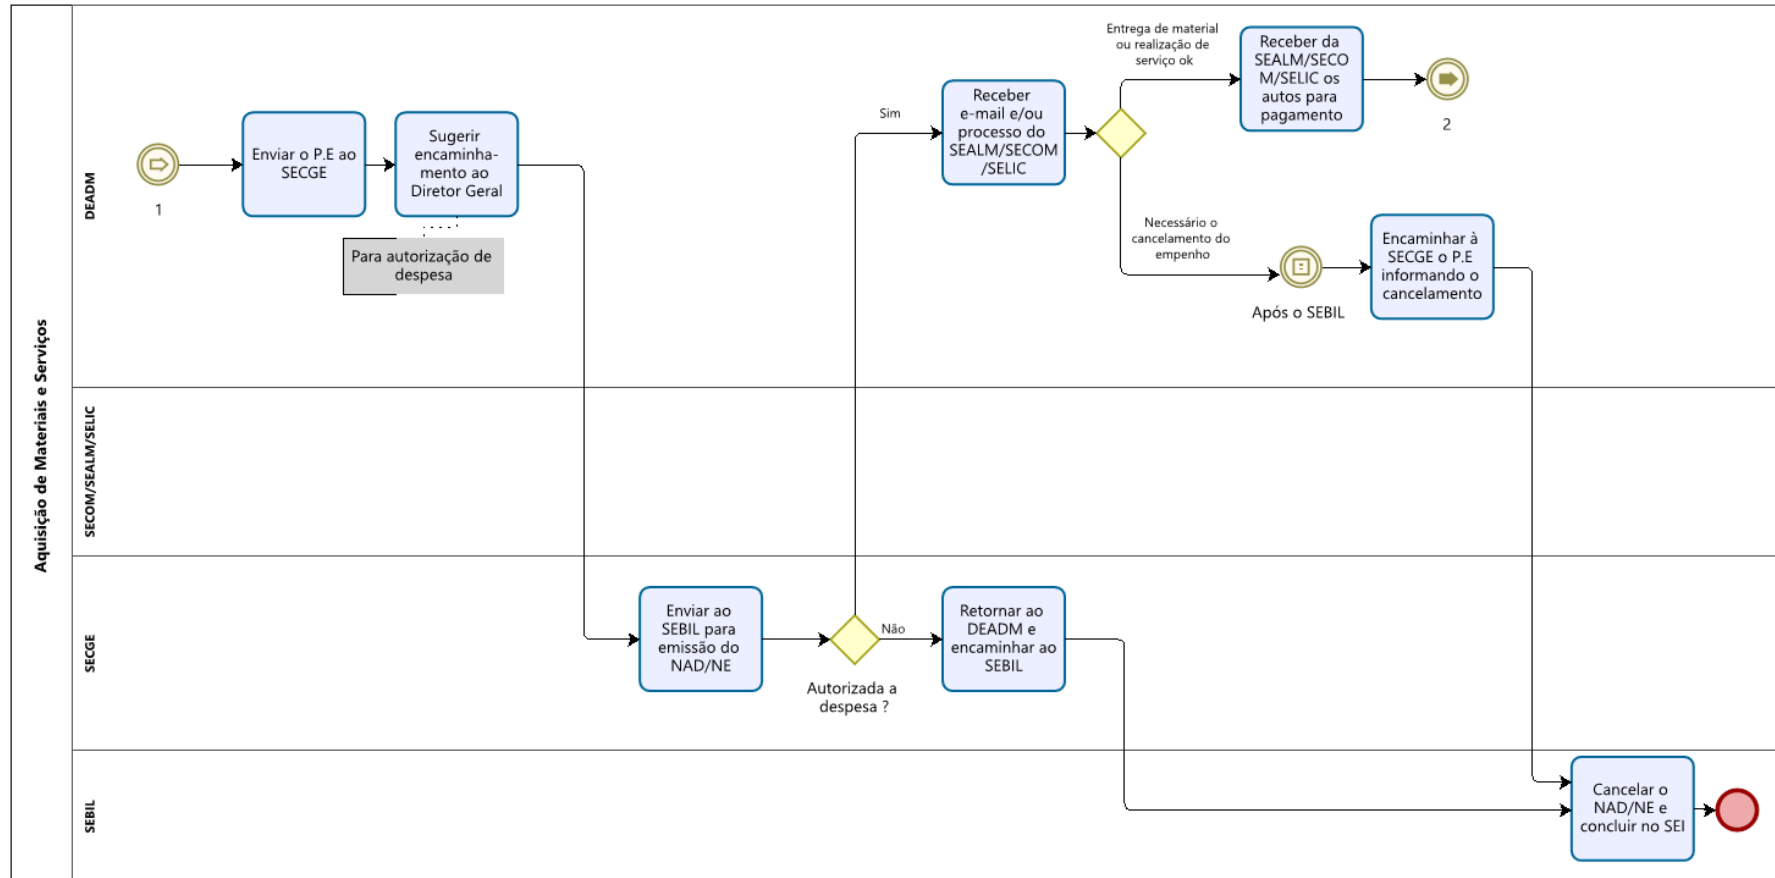 Aquisição de Materiais e Serviços
DEADM
1
Enviar o P.E ao
SECGE
Sugerir
encaminha-
mento ao
Diretor Geral
Para autorização de
despesa
Sim
Receber
e-mail e/ou
processo do
SEALM/SECOM
/SELIC
Entrega de material
ou realização de
serviço ok
Receber da
SEALM/SECO
M/SELIC os
autos para
pagamento
2
Necessário o
cancelamento do
empenho
Após o SEBIL
Encaminhar à
SECGE o P.E
informando o
cancelamento
SECOM/SEALM/SELIC
SECGE
Enviar ao
SEBIL para
emissão do
NAD/NE
Autorizada a
despesa ?
Não
Retornar ao
DEADM e
encaminhar ao
SEBIL
SEBIL
Cancelar o
NAD/NE e
concluir no SEI